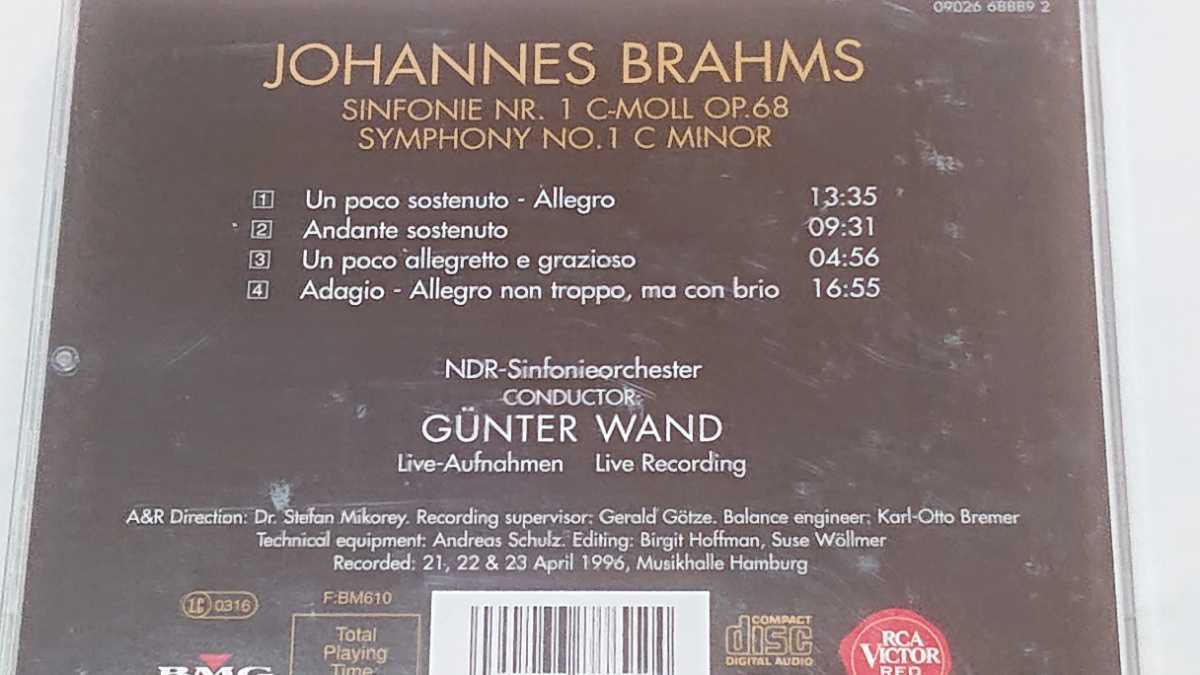 09026 68889 2
JOHANNES BRAHMS
SINFONIE NR. 1 C-MOLL OP.68
SYMPHONY NO.1 C MINOR
1 Un poco sostenuto - Allegro 13:35
2 Andante sostenuto 09:31
3 Un poco allegretto e grazioso 04:56
4 Adagio - Allegro non troppo, ma con brio 16:55
NDR-Sinfonieorchester
CONDUCTOR:
GÜNTER WAND
Live-Aufnahmen Live Recording
A&R Direction: Dr. Stefan Mikorey. Recording supervisor: Gerald Götze. Balance engineer: Karl-Otto Bremer
Technical equipment: Andreas Schulz. Editing: Birgit Hoffman, Suse Wöllmer
Recorded: 21, 22 & 23 April 1996, Musikhalle Hamburg
LC 0316
F:BM610
Total
Playing
Time:
BMG
COMPACT
disc
DIGITAL AUDIO
RCA
VICTOR
RED